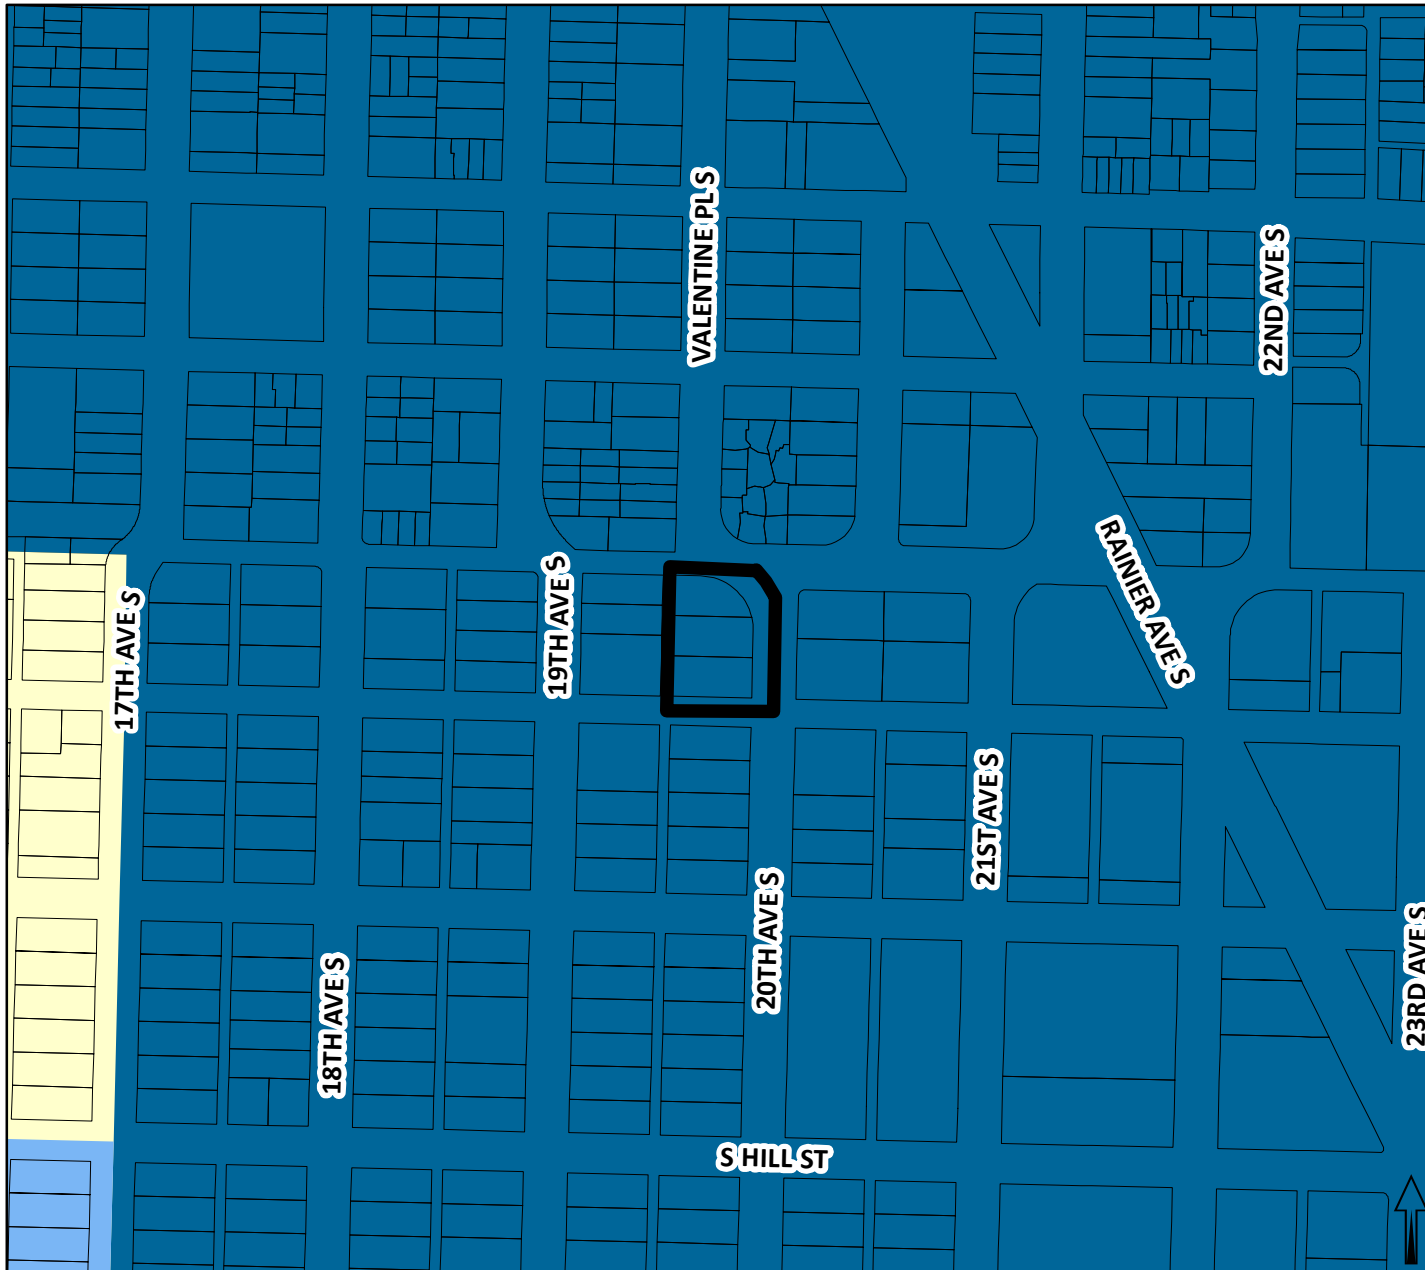 VALENTINE PL S
22ND AVE S
RAINIER AVE S
19TH AVE S
17TH AVE S
21ST AVE S
20TH AVE S
23RD AVE S
18TH AVE S
S HILL ST